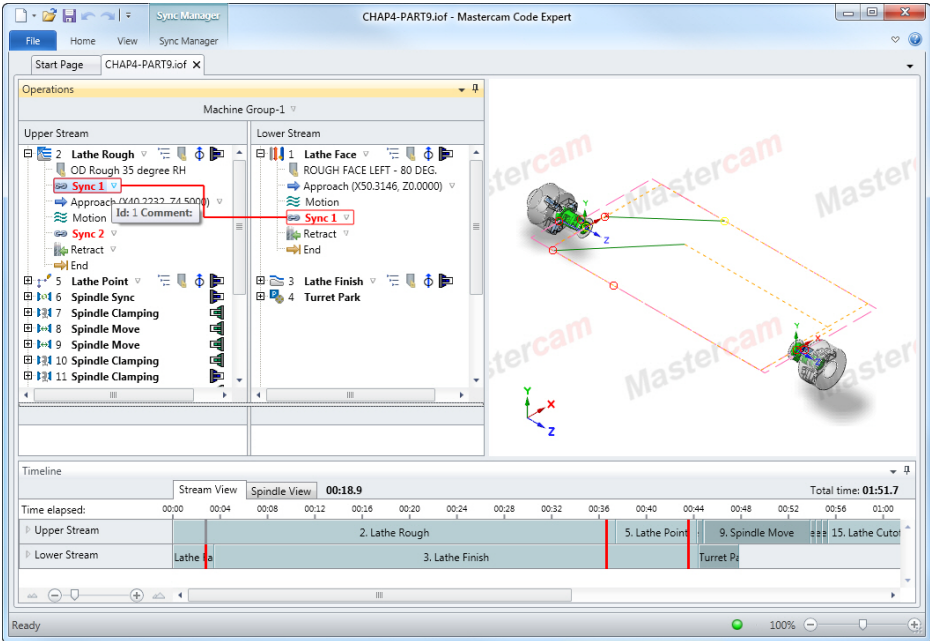 Sync Manager
CHAP4-PART9.iof - Mastercam Code Expert
File Home View Sync Manager
Start Page CHAP4-PART9.iof
Operations
Machine Group-1
Upper Stream
2 Lathe Rough
OD Rough 35 degree RH
Sync 1
Approach (X40.2232, Z4.5000)
Id: 1 Comment:
Motion
Sync 2
Retract
End
5 Lathe Point
6 Spindle Sync
7 Spindle Clamping
8 Spindle Move
9 Spindle Move
10 Spindle Clamping
11 Spindle Clamping
Lower Stream
1 Lathe Face
ROUGH FACE LEFT - 80 DEG.
Approach (X50.3146, Z0.0000)
Motion
Sync 1
Retract
End
3 Lathe Finish
4 Turret Park
stercam
Mastercam
stercam
Mastercam
Master
Y
X
Z
Y
Z
Y
X
Timeline
Stream View Spindle View 00:18.9 Total time: 01:51.7
Time elapsed: 00:00 00:04 00:08 00:12 00:16 00:20 00:24 00:28 00:32 00:36 00:40 00:44 00:48 00:52 00:56 01:00
Upper Stream 2. Lathe Rough 5. Lathe Point 9. Spindle Move 15. Lathe Cutof
Lower Stream Lathe Fa 3. Lathe Finish Turret Pa
Ready 100%